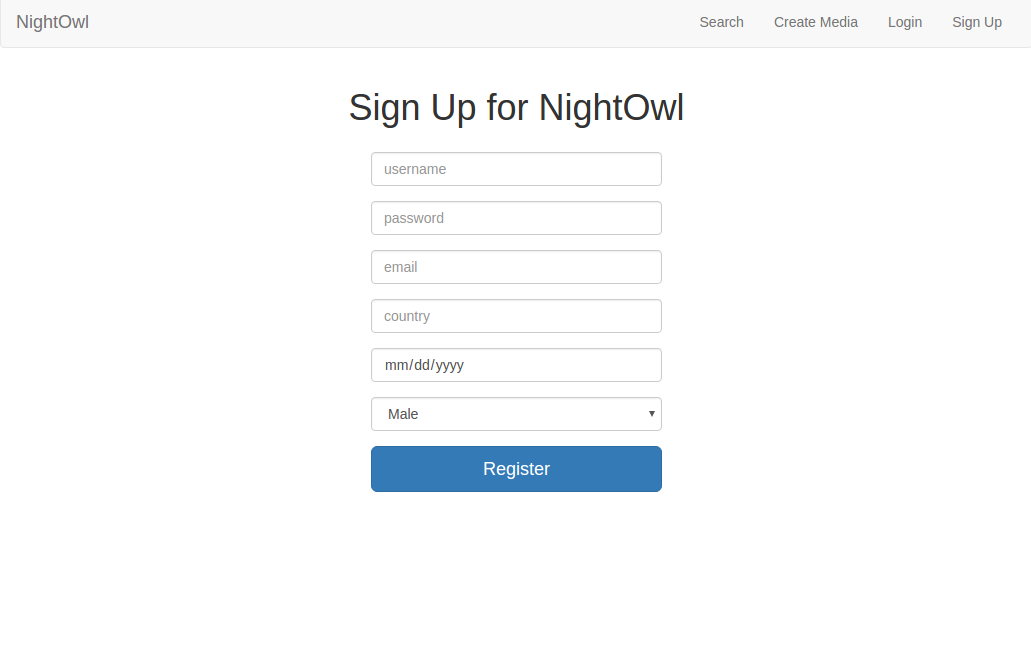 NightOwl Search Create Media Login Sign Up
Sign Up for NightOwl
username
password
email
country
mm/dd/yyyy
Male
Register